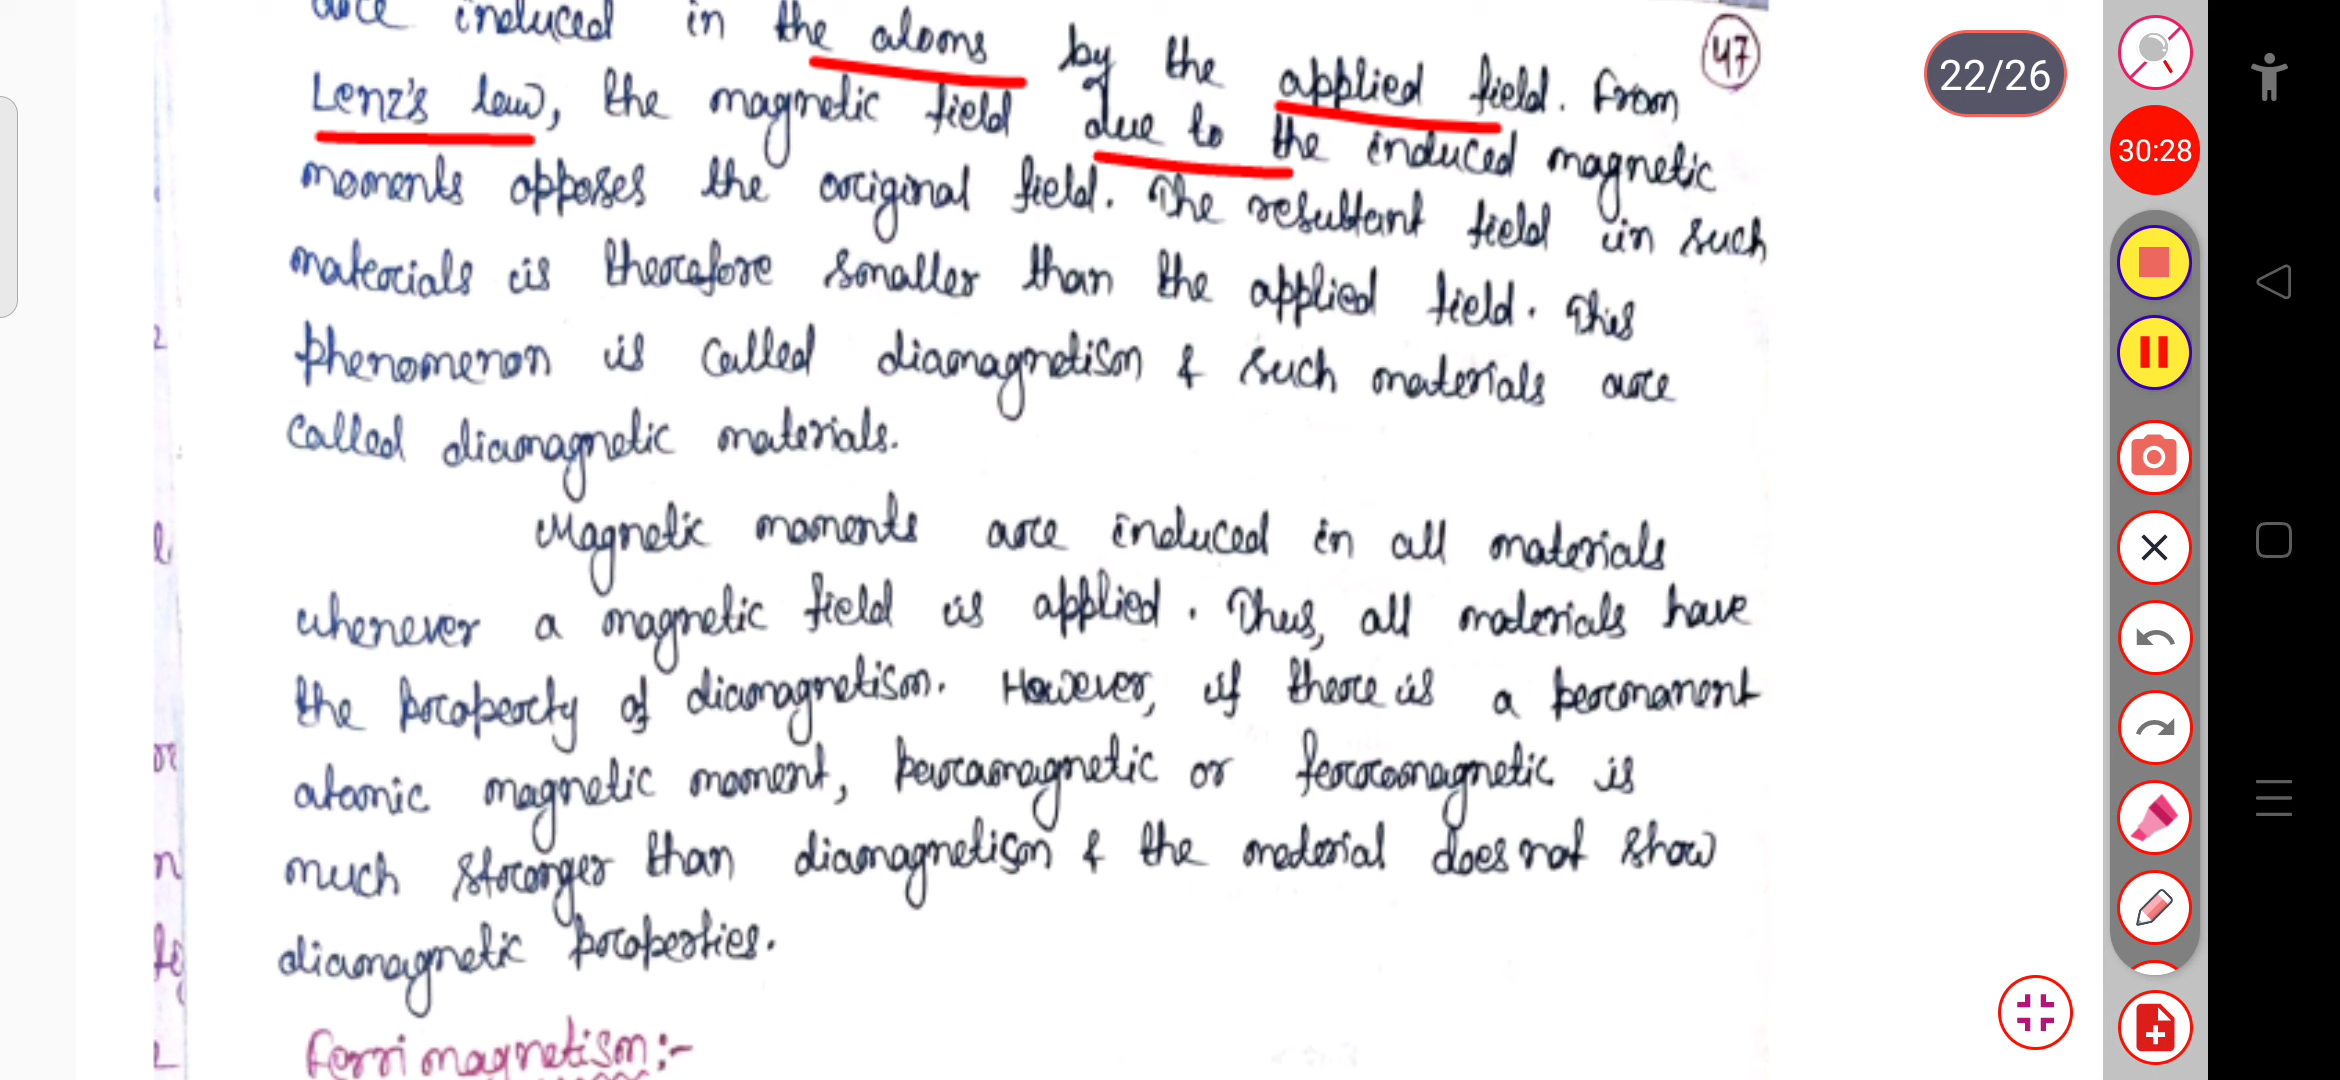 are induced in the atoms by the applied field. From
47
Lenz's law, the magnetic field due to the induced magnetic
moments opposes the original field. The resultant field in such
materials is therefore smaller than the applied field. This
phenomenon is called diamagnetism & such materials are
called diamagnetic materials.
Magnetic moments are induced in all materials
whenever a magnetic field is applied. Thus, all materials have
the property of diamagnetism. However, if there is a permanent
atomic magnetic moment, paramagnetic or ferromagnetic is
much stronger than diamagnetism & the material does not show
diamagnetic properties.
Ferrimagnetism:-
22/26
30:28